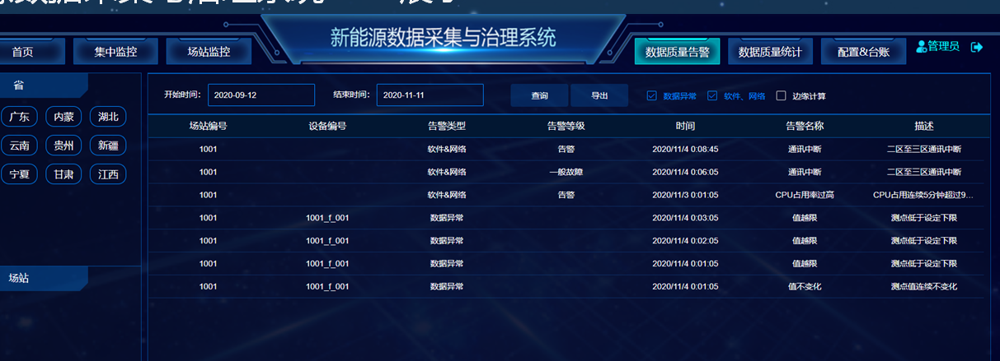 新能源数据采集与治理系统
首页 集中监控 场站监控 数据质量告警 数据质量统计 配置&台账 管理员
省
广东 内蒙 湖北
云南 贵州 新疆
宁夏 甘肃 江西
场站
开始时间: 2020-09-12 结束时间: 2020-11-11 查询 导出 数据异常 软件、网络 边缘计算
场站编号 设备编号 告警类型 告警等级 时间 告警名称 描述
1001 软件&网络 告警 2020/11/4 0:08:45 通讯中断 二区至三区通讯中断
1001 软件&网络 一般故障 2020/11/4 0:06:05 通讯中断 二区至三区通讯中断
1001 软件&网络 告警 2020/11/3 0:01:05 CPU占用率过高 CPU占用连续5分钟超过9...
1001 1001_f_001 数据异常 2020/11/4 0:03:05 值越限 测点低于设定下限
1001 1001_f_001 数据异常 2020/11/4 0:02:05 值越限 测点低于设定下限
1001 1001_f_001 数据异常 2020/11/4 0:01:05 值越限 测点低于设定下限
1001 1001_f_001 数据异常 2020/11/4 0:01:05 值不变化 测点值连续不变化